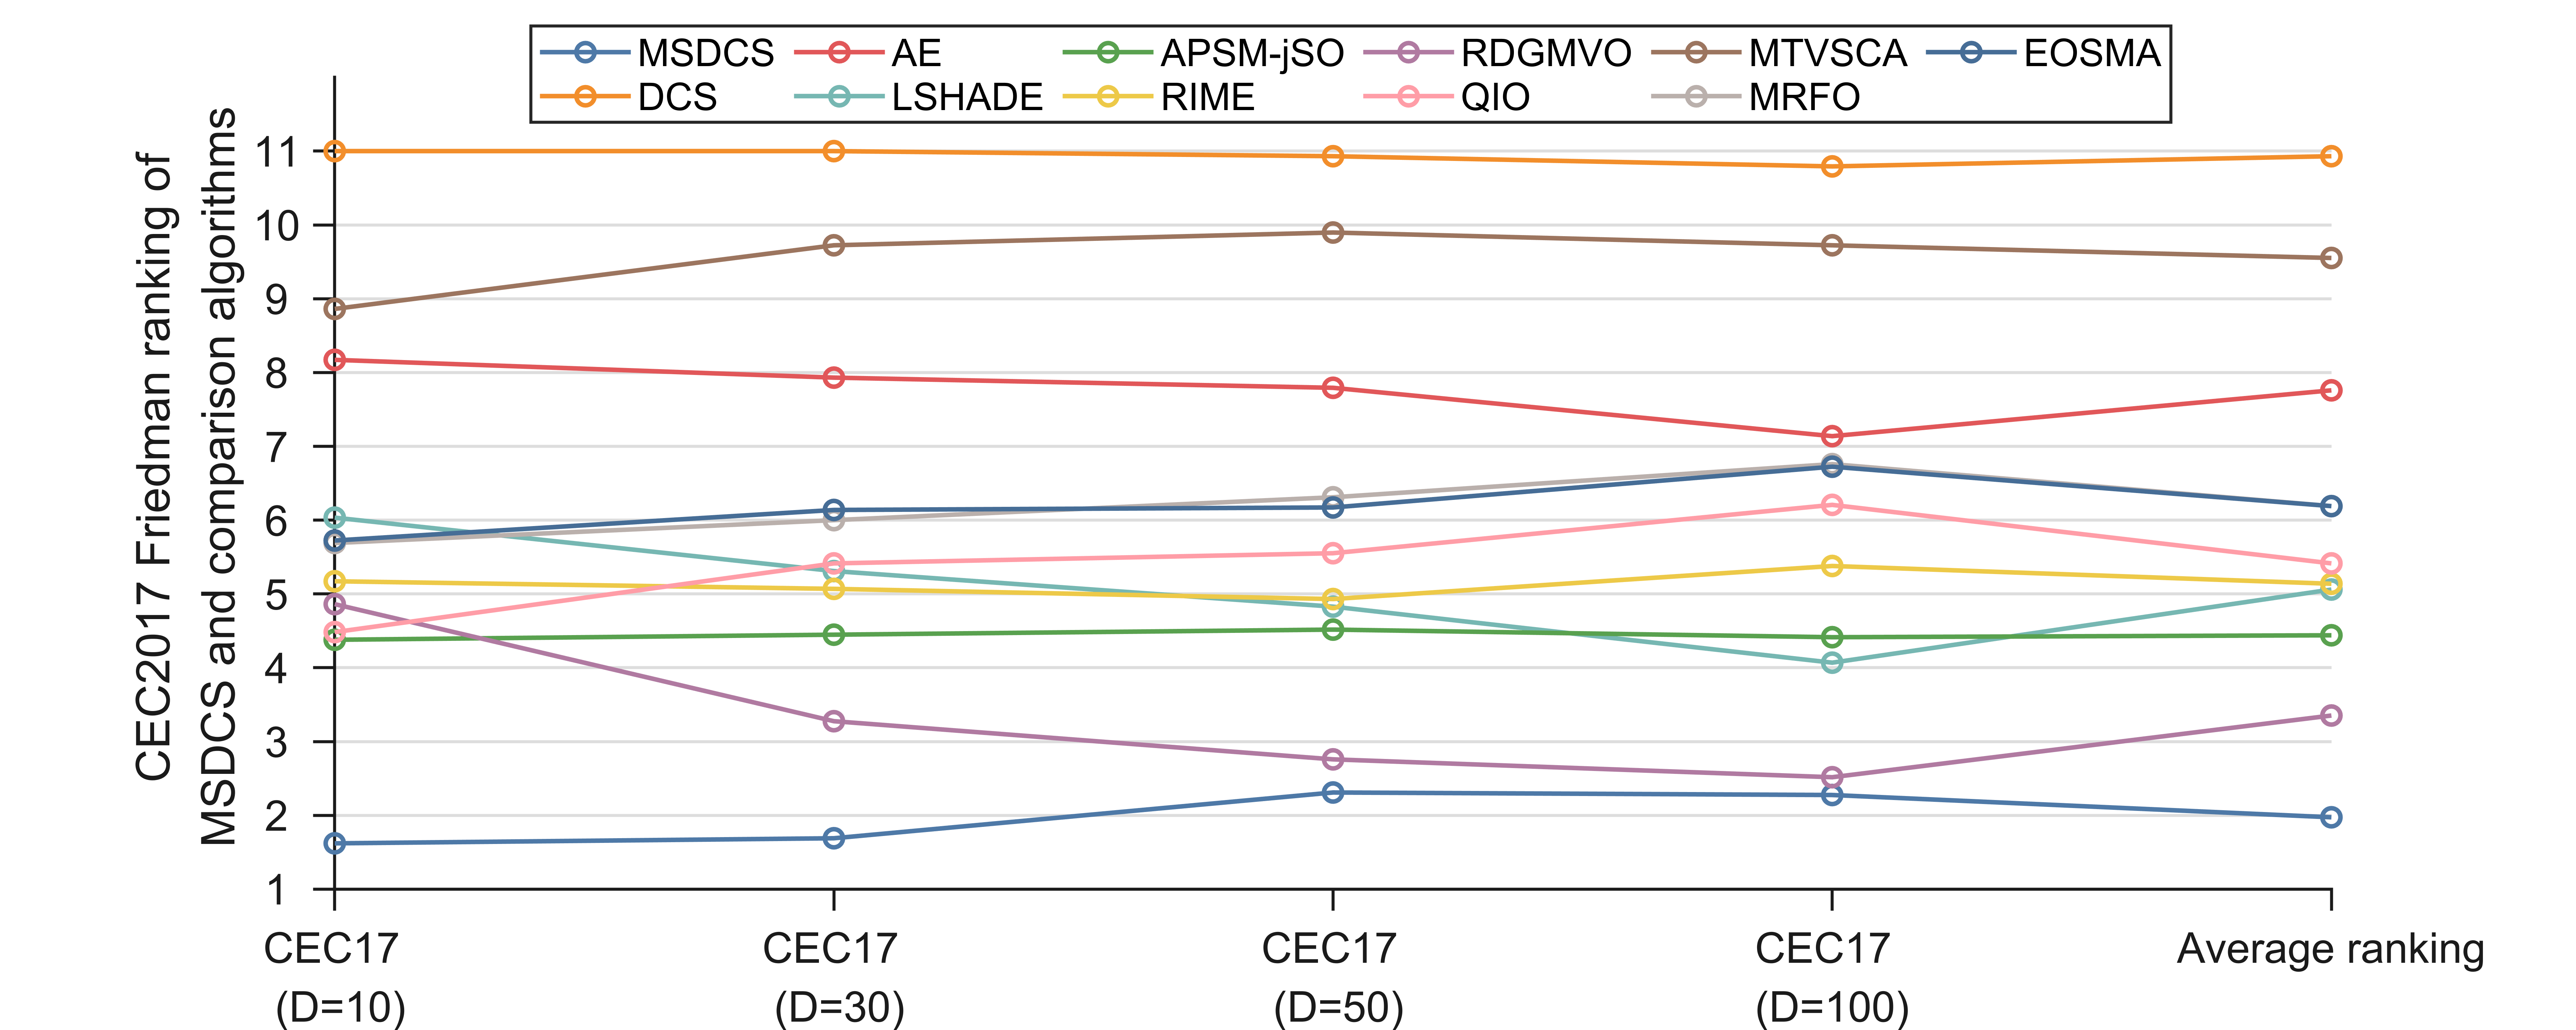 MSDCS AE APSM-jSO RDGMVO MTVSCA EOSMA
DCS LSHADE RIME QIO MRFO
CEC2017 Friedman ranking of
MSDCS and comparison algorithms
11
10
9
8
7
6
5
4
3
2
1
CEC17 CEC17 CEC17 CEC17 Average ranking
(D=10) (D=30) (D=50) (D=100)